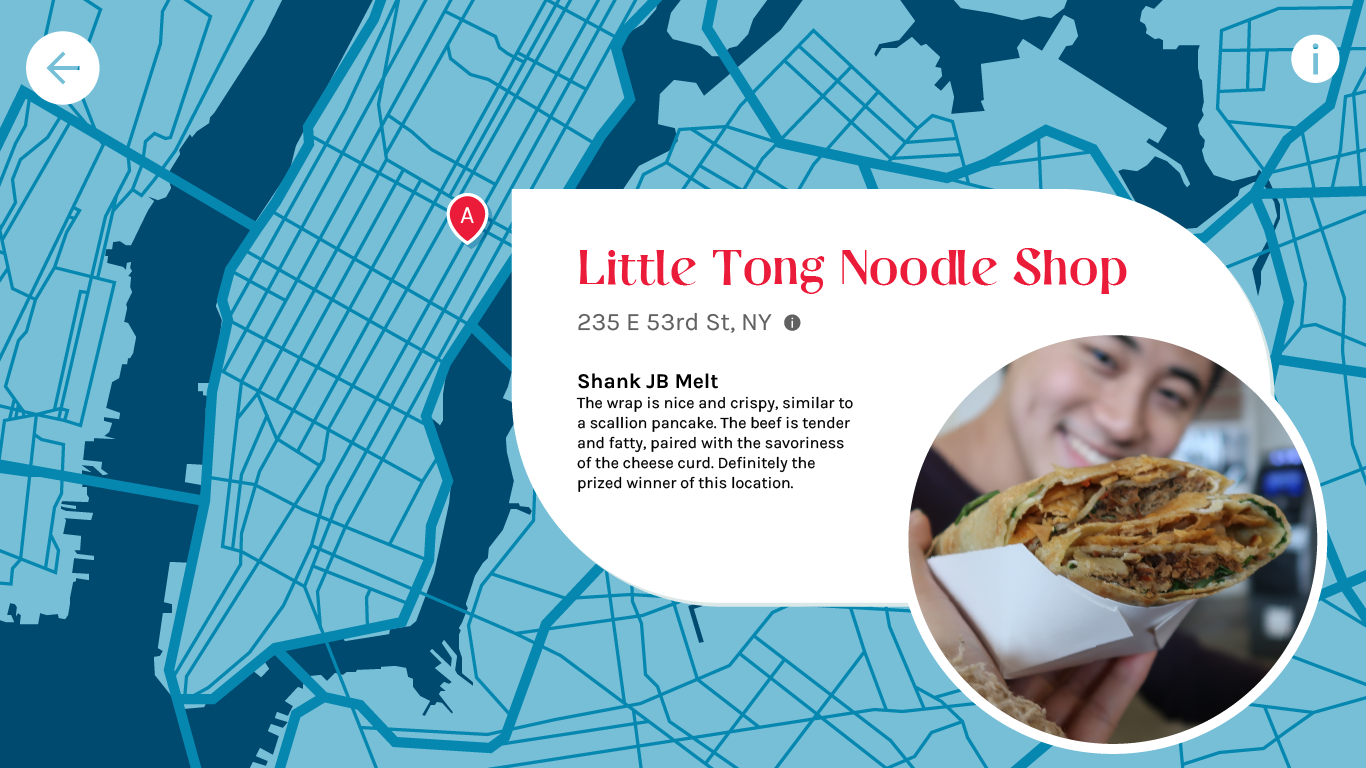 A
Little Tong Noodle Shop
235 E 53rd St, NY i
Shank JB Melt
The wrap is nice and crispy, similar to
a scallion pancake. The beef is tender
and fatty, paired with the savoriness
of the cheese curd. Definitely the
prized winner of this location.